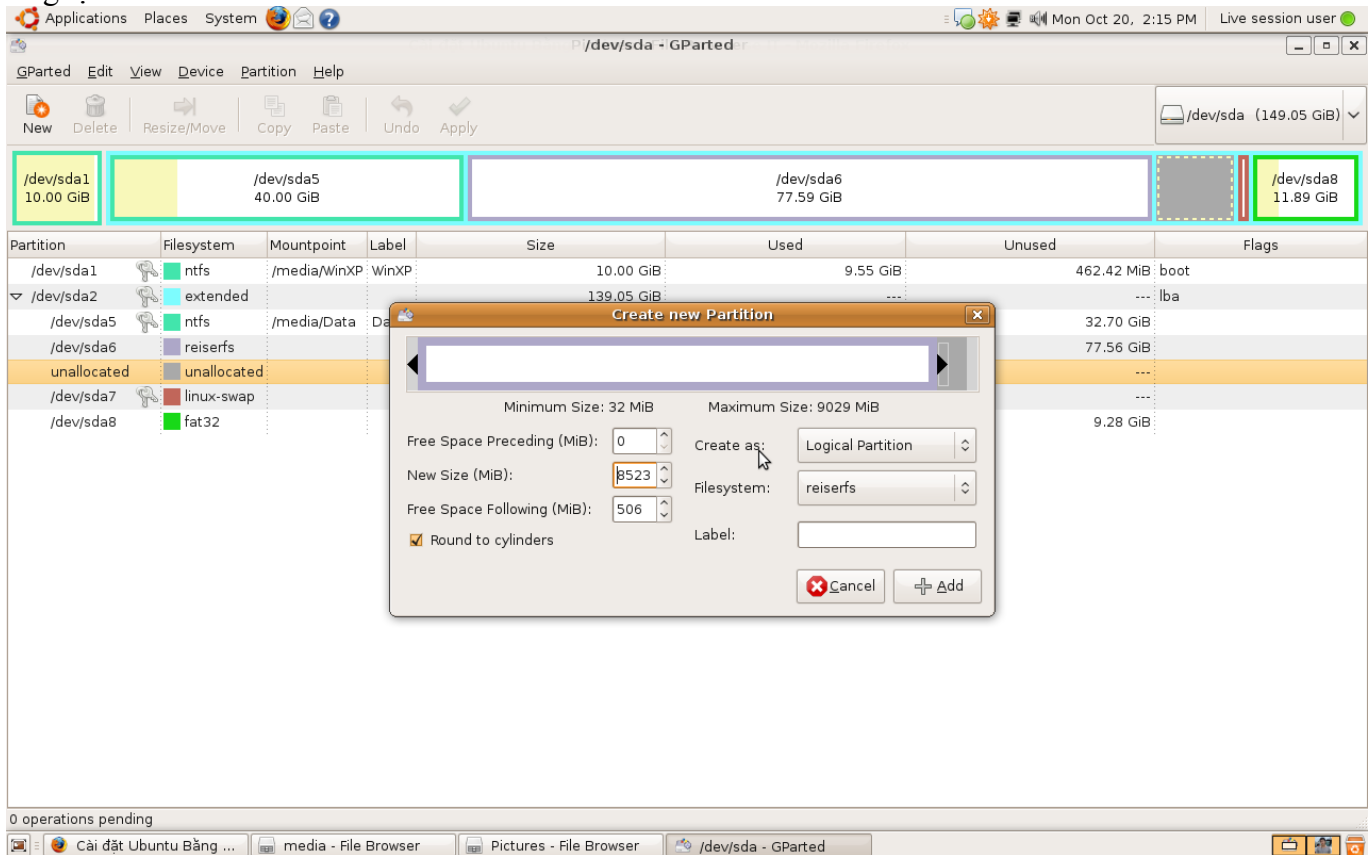 Applications Places System Mon Oct 20, 2:15 PM Live session user
/dev/sda - GParted
GParted Edit View Device Partition Help
New Delete Resize/Move Copy Paste Undo Apply /dev/sda (149.05 GiB)
/dev/sda1 /dev/sda5 /dev/sda6 /dev/sda8
10.00 GiB 40.00 GiB 77.59 GiB 11.89 GiB
Partition Filesystem Mountpoint Label Size Used Unused Flags
/dev/sda1 ntfs /media/WinXP WinXP 10.00 GiB 9.55 GiB 462.42 MiB boot
/dev/sda2 extended 139.05 GiB --- --- lba
/dev/sda5 ntfs /media/Data Da 32.70 GiB
/dev/sda6 reiserfs 77.56 GiB
unallocated unallocated ---
/dev/sda7 linux-swap ---
/dev/sda8 fat32 9.28 GiB
Create new Partition
Minimum Size: 32 MiB Maximum Size: 9029 MiB
Free Space Preceding (MiB): 0 Create as: Logical Partition
New Size (MiB): 8523 Filesystem: reiserfs
Free Space Following (MiB): 506 Label:
Round to cylinders
Cancel Add
0 operations pending
Cài đặt Ubuntu Bằng ... media - File Browser Pictures - File Browser /dev/sda - GParted